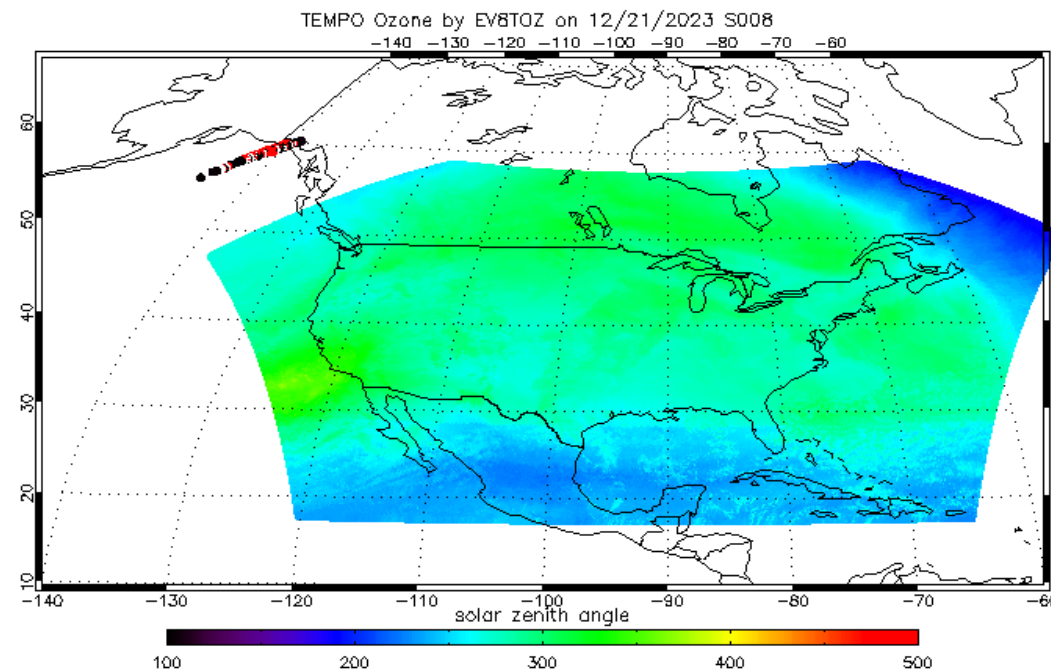 TEMPO Ozone by EV8TOZ on 12/21/2023 S008
−140 −130 −120 −110 −100 −90 −80 −70 −60
60
50
40
30
20
10
−140 −130 −120 −110 −100 −90 −80 −70 −60
solar zenith angle
100 200 300 400 500